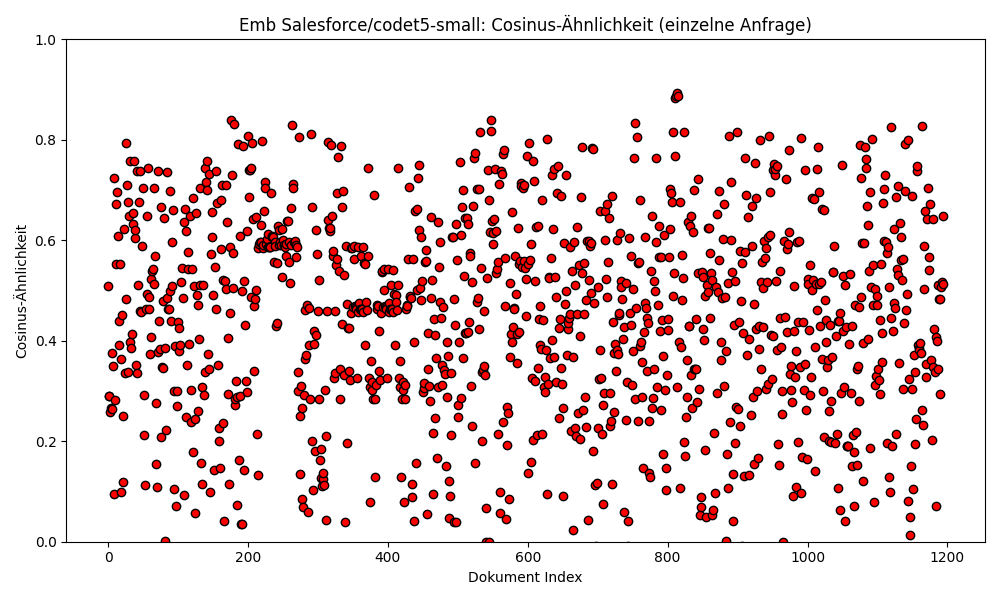 Emb Salesforce/codet5-small: Cosinus-Ähnlichkeit (einzelne Anfrage)
1.0
0.8
0.6
0.4
0.2
0.0
Cosinus-Ähnlichkeit
0 200 400 600 800 1000 1200
Dokument Index